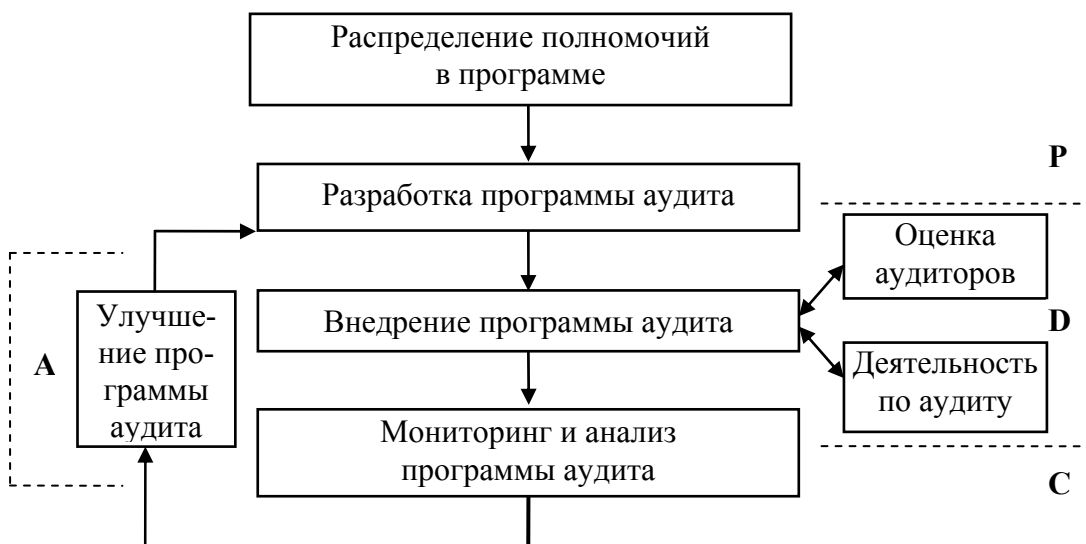 Распределение полномочий
в программе
P
Разработка программы аудита
Оценка
аудиторов
Улучше-
ние про-
граммы
аудита
A
Внедрение программы аудита
D
Деятельность
по аудиту
Мониторинг и анализ
программы аудита
C